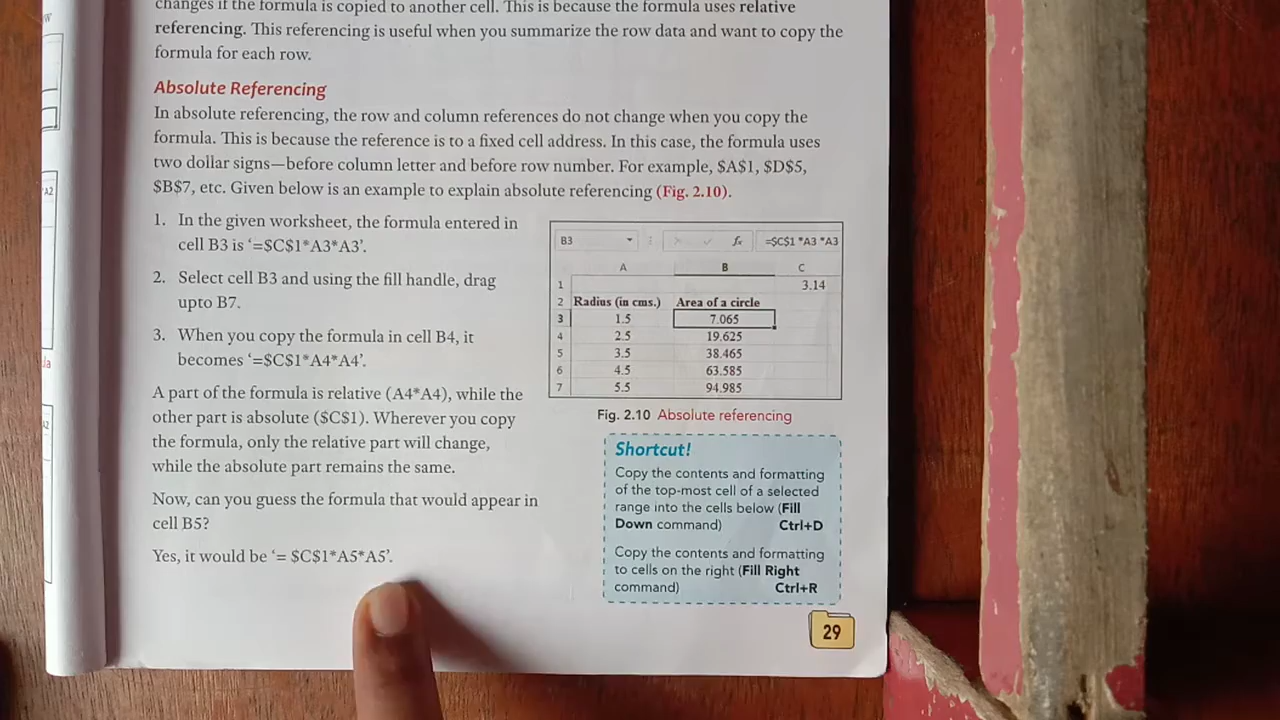 changes if the formula is copied to another cell. This is because the formula uses relative
referencing. This referencing is useful when you summarize the row data and want to copy the
formula for each row.
Absolute Referencing
In absolute referencing, the row and column references do not change when you copy the
formula. This is because the reference is to a fixed cell address. In this case, the formula uses
two dollar signs—before column letter and before row number. For example, $A$1, $D$5,
$B$7, etc. Given below is an example to explain absolute referencing (Fig. 2.10).
1. In the given worksheet, the formula entered in
cell B3 is ‘=$C$1*A3*A3’.
2. Select cell B3 and using the fill handle, drag
upto B7.
3. When you copy the formula in cell B4, it
becomes ‘=$C$1*A4*A4’.
A part of the formula is relative (A4*A4), while the
other part is absolute ($C$1). Wherever you copy
the formula, only the relative part will change,
while the absolute part remains the same.
Now, can you guess the formula that would appear in
cell B5?
Yes, it would be ‘= $C$1*A5*A5’.
B3 fx =$C$1 *A3 *A3
A B C
1 3.14
2 Radius (in cms.) Area of a circle
3 1.5 7.065
4 2.5 19.625
5 3.5 38.465
6 4.5 63.585
7 5.5 94.985
Fig. 2.10 Absolute referencing
Shortcut!
Copy the contents and formatting
of the top-most cell of a selected
range into the cells below (Fill
Down command) Ctrl+D
Copy the contents and formatting
to cells on the right (Fill Right
command) Ctrl+R
29